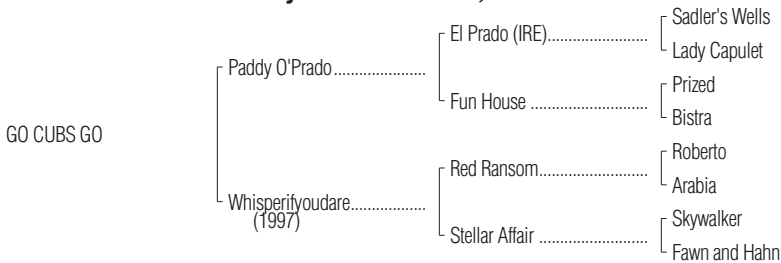 Sadler's Wells
El Prado (IRE)......................
Lady Capulet
Paddy O'Prado......................
Prized
Fun House ..........................
Bistra
GO CUBS GO
Roberto
Red Ransom........................
Arabia
Whisperifyoudare..................
(1997)
Skywalker
Stellar Affair ........................
Fawn and Hahn